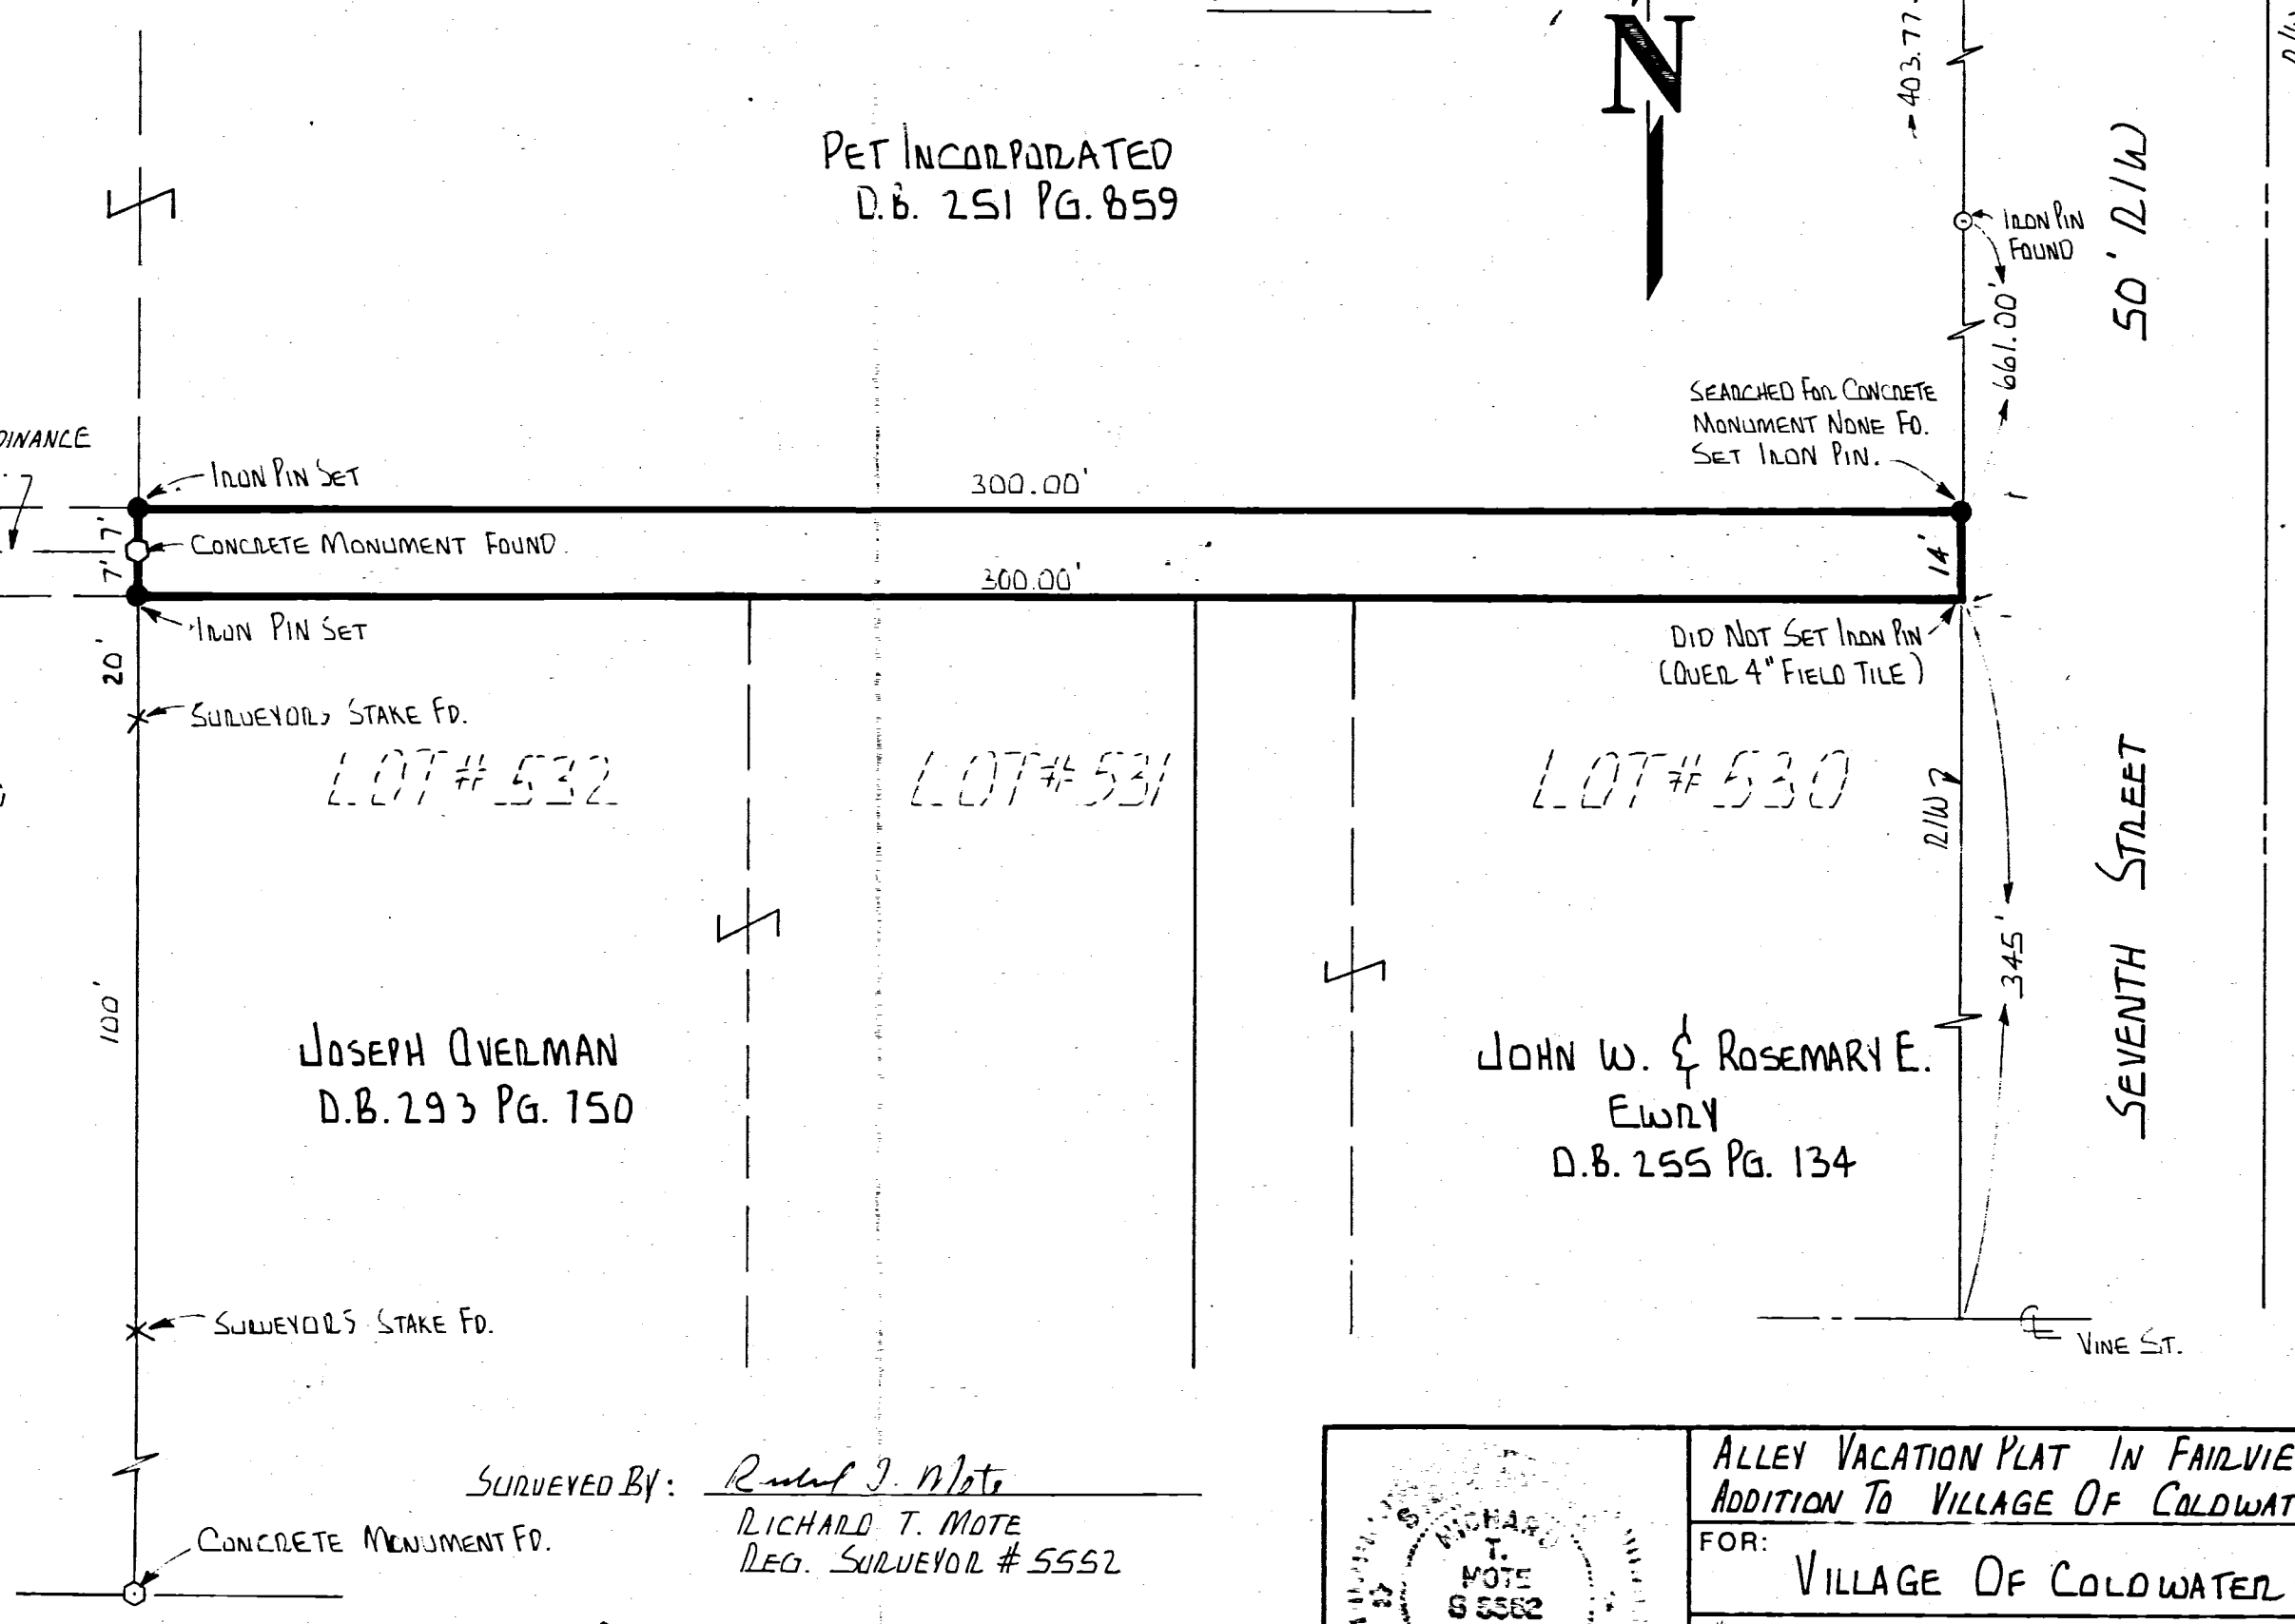 N
403.77
PET INCORPORATED
D.B. 251 PG. 859
50' R/W
IRON PIN
FOUND
661.00'
SEARCHED FOR CONCRETE
MONUMENT NONE FD.
SET IRON PIN.
DINANCE
IRON PIN SET
300.00'
7'
CONCRETE MONUMENT FOUND
7'
300.00'
14'
IRON PIN SET
DID NOT SET IRON PIN
(OVER 4" FIELD TILE)
20'
SURVEYORS STAKE FD.
LOT # 532
LOT # 531
LOT # 530
R/W
SEVENTH STREET
345'
100'
JOSEPH OVERMAN
D.B. 293 PG. 750
JOHN W. & ROSEMARY E.
EWRY
D.B. 255 PG. 134
SURVEYORS STAKE FD.
VINE ST.
SURVEYED BY: Richard T. Mote
RICHARD T. MOTE
REG. SURVEYOR # 5552
CONCRETE MONUMENT FD.
RICHARD
T.
MOTE
S 5552
ALLEY VACATION PLAT IN FAIRVIE
ADDITION TO VILLAGE OF COLDWAT
FOR:
VILLAGE OF COLDWATER